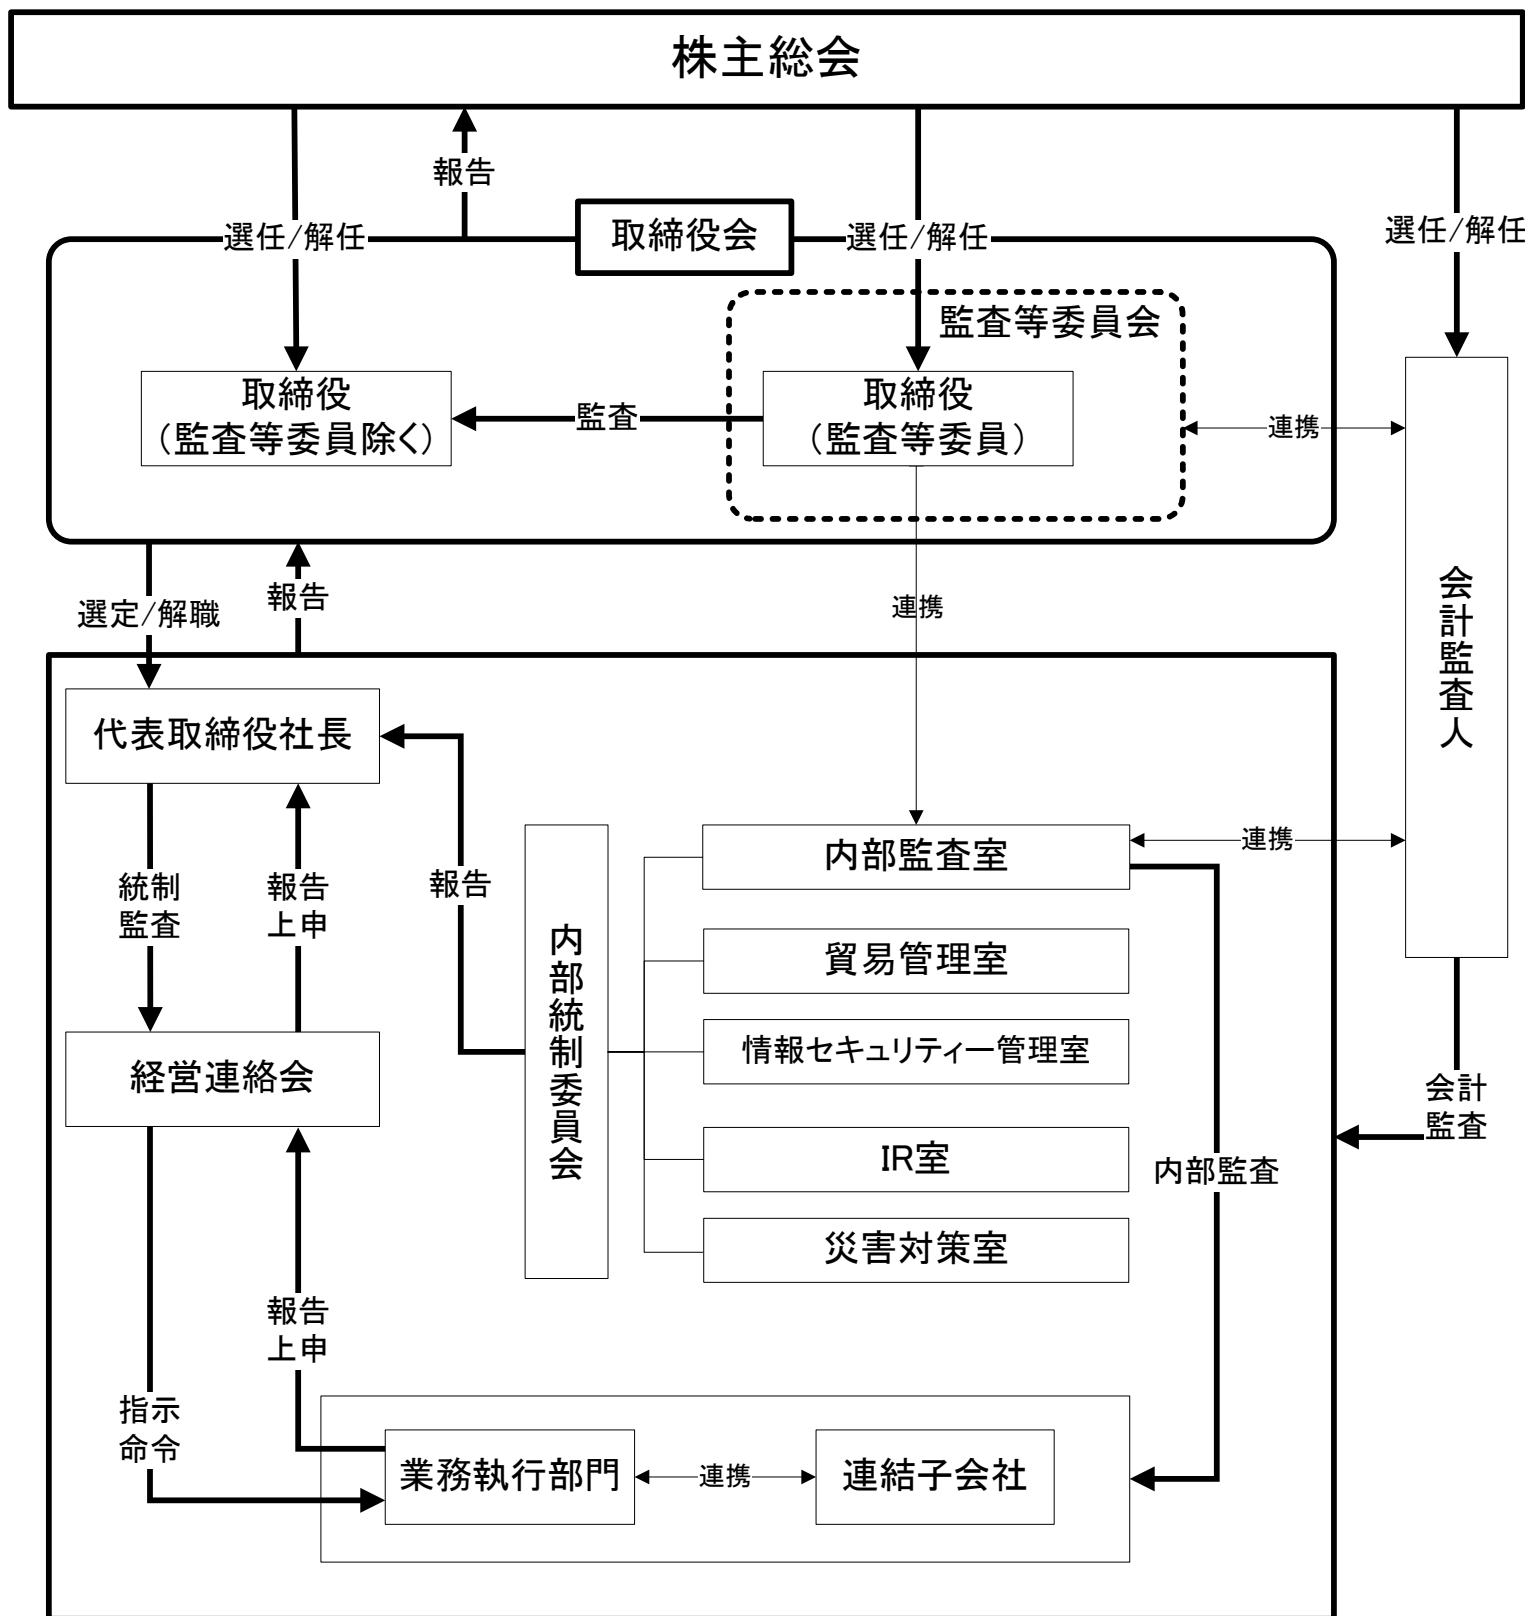 株主総会
報告
選任/解任
取締役会
選任/解任
選任/解任
監査等委員会
取締役
（監査等委員除く）
監査
取締役
（監査等委員）
連携
選定/解職
報告
連携
会計監査人
代表取締役社長
統制
監査
報告
上申
報告
内部統制委員会
内部監査室
連携
貿易管理室
情報セキュリティー管理室
IR室
災害対策室
経営連絡会
会計
監査
内部監査
報告
上申
指示
命令
業務執行部門
連携
連結子会社